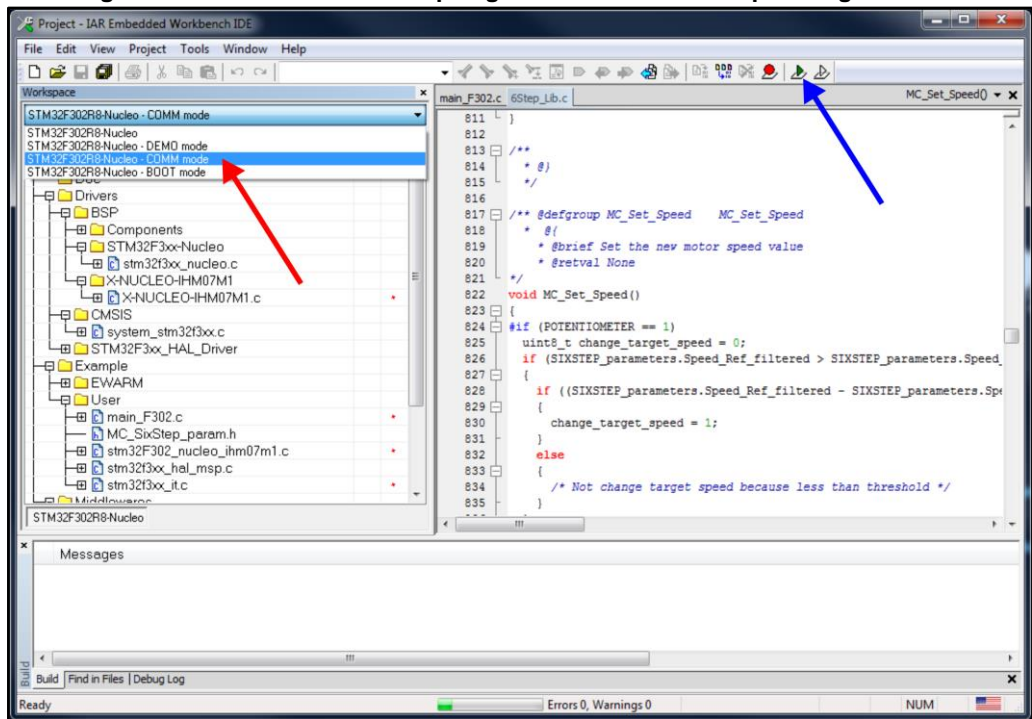 Project - IAR Embedded Workbench IDE
File Edit View Project Tools Window Help
Workspace
STM32F302R8-Nucleo - COMM mode
STM32F302R8-Nucleo
STM32F302R8-Nucleo - DEMO mode
STM32F302R8-Nucleo - COMM mode
STM32F302R8-Nucleo - BOOT mode
Drivers
BSP
Components
STM32F3xx-Nucleo
stm32f3xx_nucleo.c
X-NUCLEO-IHM07M1
X-NUCLEO-IHM07M1.c
CMSIS
system_stm32f3xx.c
STM32F3xx_HAL_Driver
Example
EWARM
User
main_F302.c
MC_SixStep_param.h
stm32F302_nucleo_ihm07m1.c
stm32f3xx_hal_msp.c
stm32f3xx_it.c
Middlewares
STM32F302R8-Nucleo
main_F302.c 6Step_Lib.c MC_Set_Speed()
811 }
812
813 /**
814 * @}
815 */
816
817 /** @defgroup MC_Set_Speed MC_Set_Speed
818 * @{
819 * @brief Set the new motor speed value
820 * @retval None
821 */
822 void MC_Set_Speed()
823 {
824 #if (POTENTIOMETER == 1)
825 uint8_t change_target_speed = 0;
826 if (SIXSTEP_parameters.Speed_Ref_filtered > SIXSTEP_parameters.Speed_
827 {
828 if ((SIXSTEP_parameters.Speed_Ref_filtered - SIXSTEP_parameters.Spe
829 {
830 change_target_speed = 1;
831 }
832 else
833 {
834 /* Not change target speed because less than threshold */
835 }
Messages
Build
Build Find in Files Debug Log
Ready Errors 0, Warnings 0 NUM